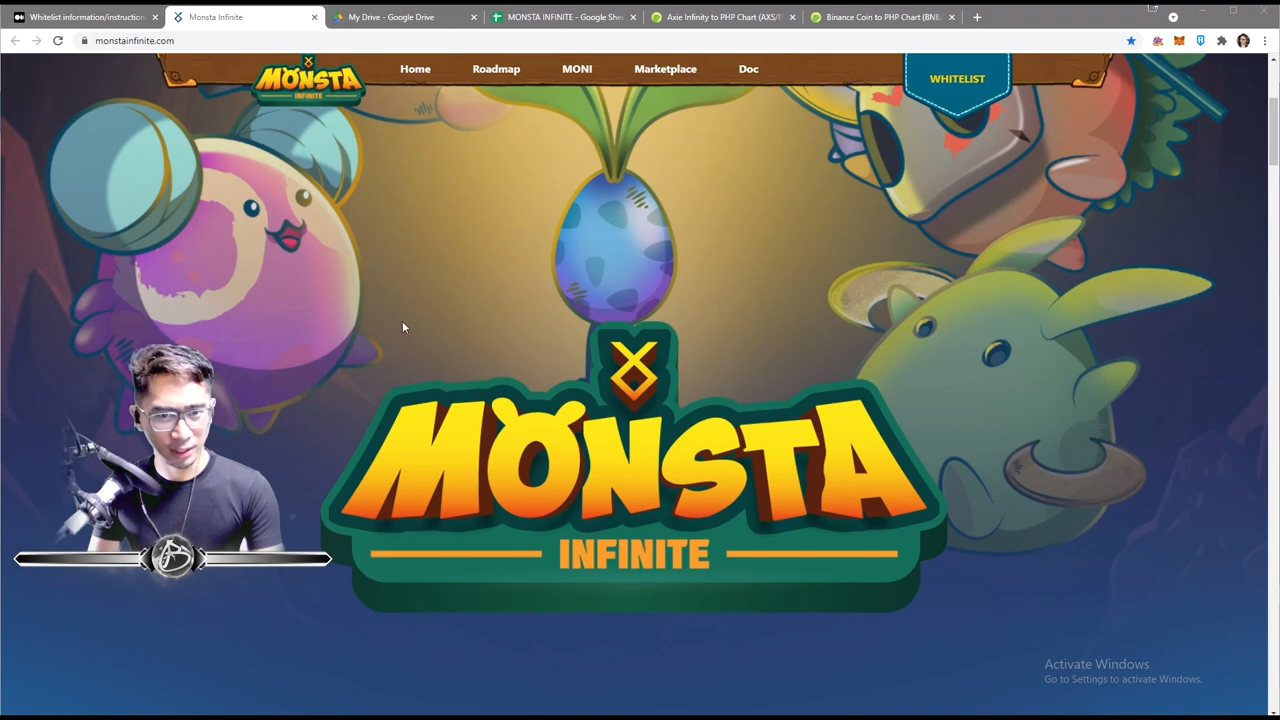 Whitelist information/instruction
Monsta Infinite
My Drive - Google Drive
MONSTA INFINITE - Google Shee
Axie Infinity to PHP Chart (AXS/P
Binance Coin to PHP Chart (BNB/
monstainfinite.com
MONSTA
INFINITE
Home
Roadmap
MONI
Marketplace
Doc
WHITELIST
MONSTA
INFINITE
Activate Windows
Go to Settings to activate Windows.